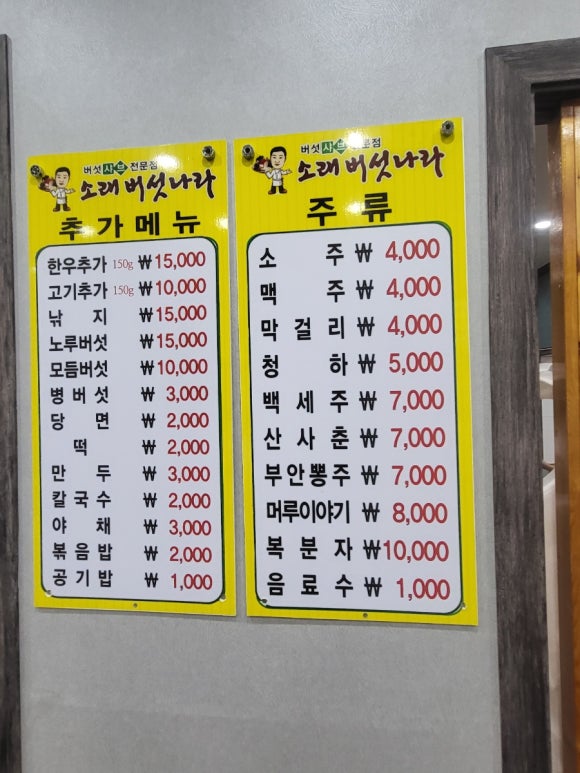 버섯 샤브 전문점
소래버섯나라
추가메뉴
한우추가 150g ₩15,000
고기추가 150g ₩10,000
낚지 ₩15,000
노루버섯 ₩15,000
모듬버섯 ₩10,000
병버섯 ₩3,000
당면 ₩2,000
떡 ₩2,000
만두 ₩3,000
칼국수 ₩2,000
야채 ₩3,000
볶음밥 ₩2,000
공기밥 ₩1,000
버섯 샤브 전문점
소래버섯나라
주류
소주 ₩4,000
맥주 ₩4,000
막걸리 ₩4,000
청하 ₩5,000
백세주 ₩7,000
산사춘 ₩7,000
부안뽕주 ₩7,000
머루이야기 ₩8,000
복분자 ₩10,000
음료수 ₩1,000